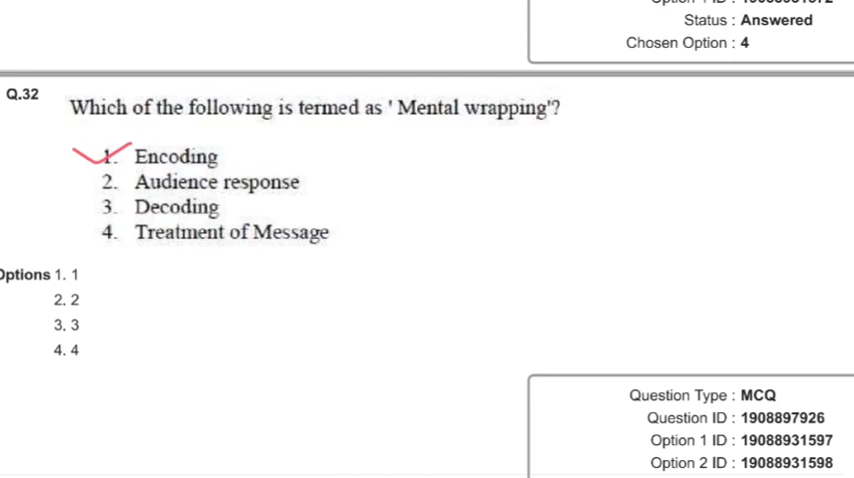 Status : Answered
Chosen Option : 4
Q.32
Which of the following is termed as ' Mental wrapping'?
1. Encoding
2. Audience response
3. Decoding
4. Treatment of Message
Options 1. 1
2. 2
3. 3
4. 4
Question Type : MCQ
Question ID : 1908897926
Option 1 ID : 19088931597
Option 2 ID : 19088931598